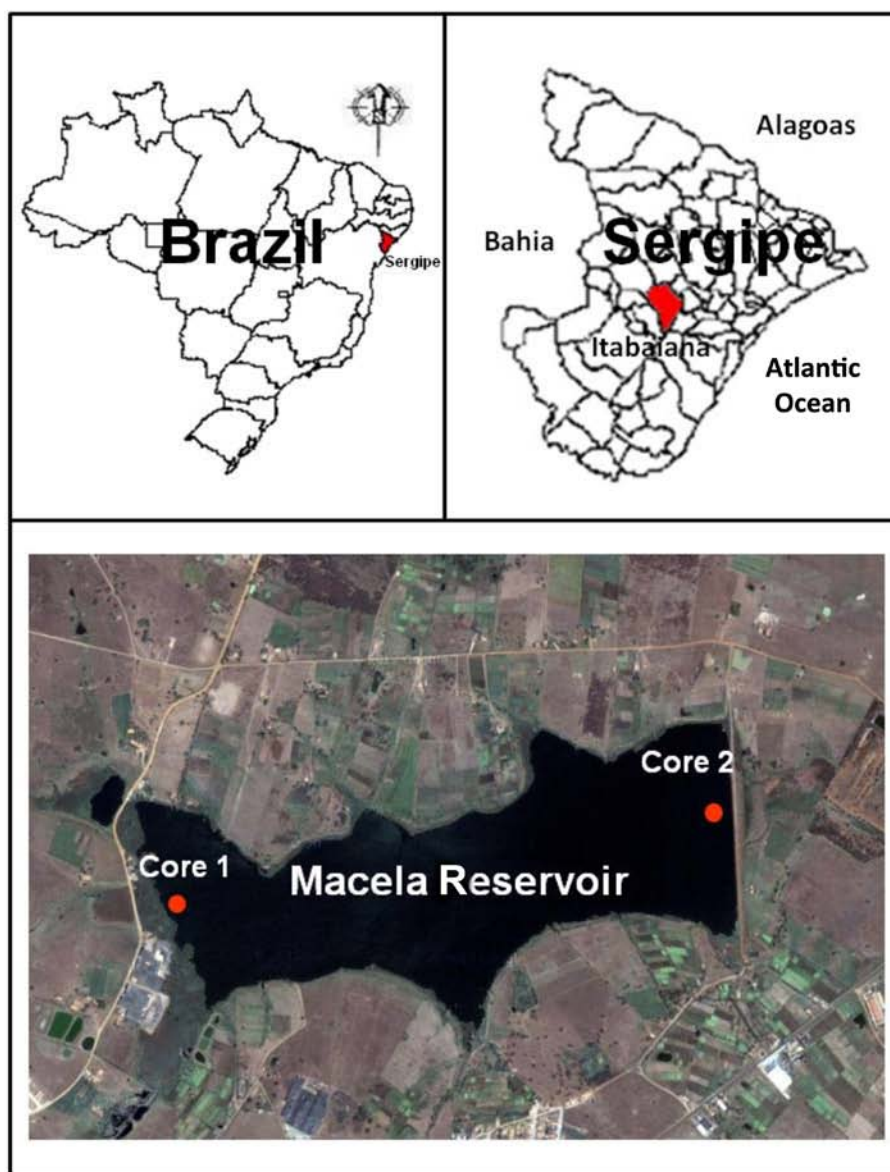 Brazil
Sergipe
Alagoas
Bahia
Sergipe
Itabaiana
Atlantic
Ocean
Core 2
Core 1
Macela Reservoir